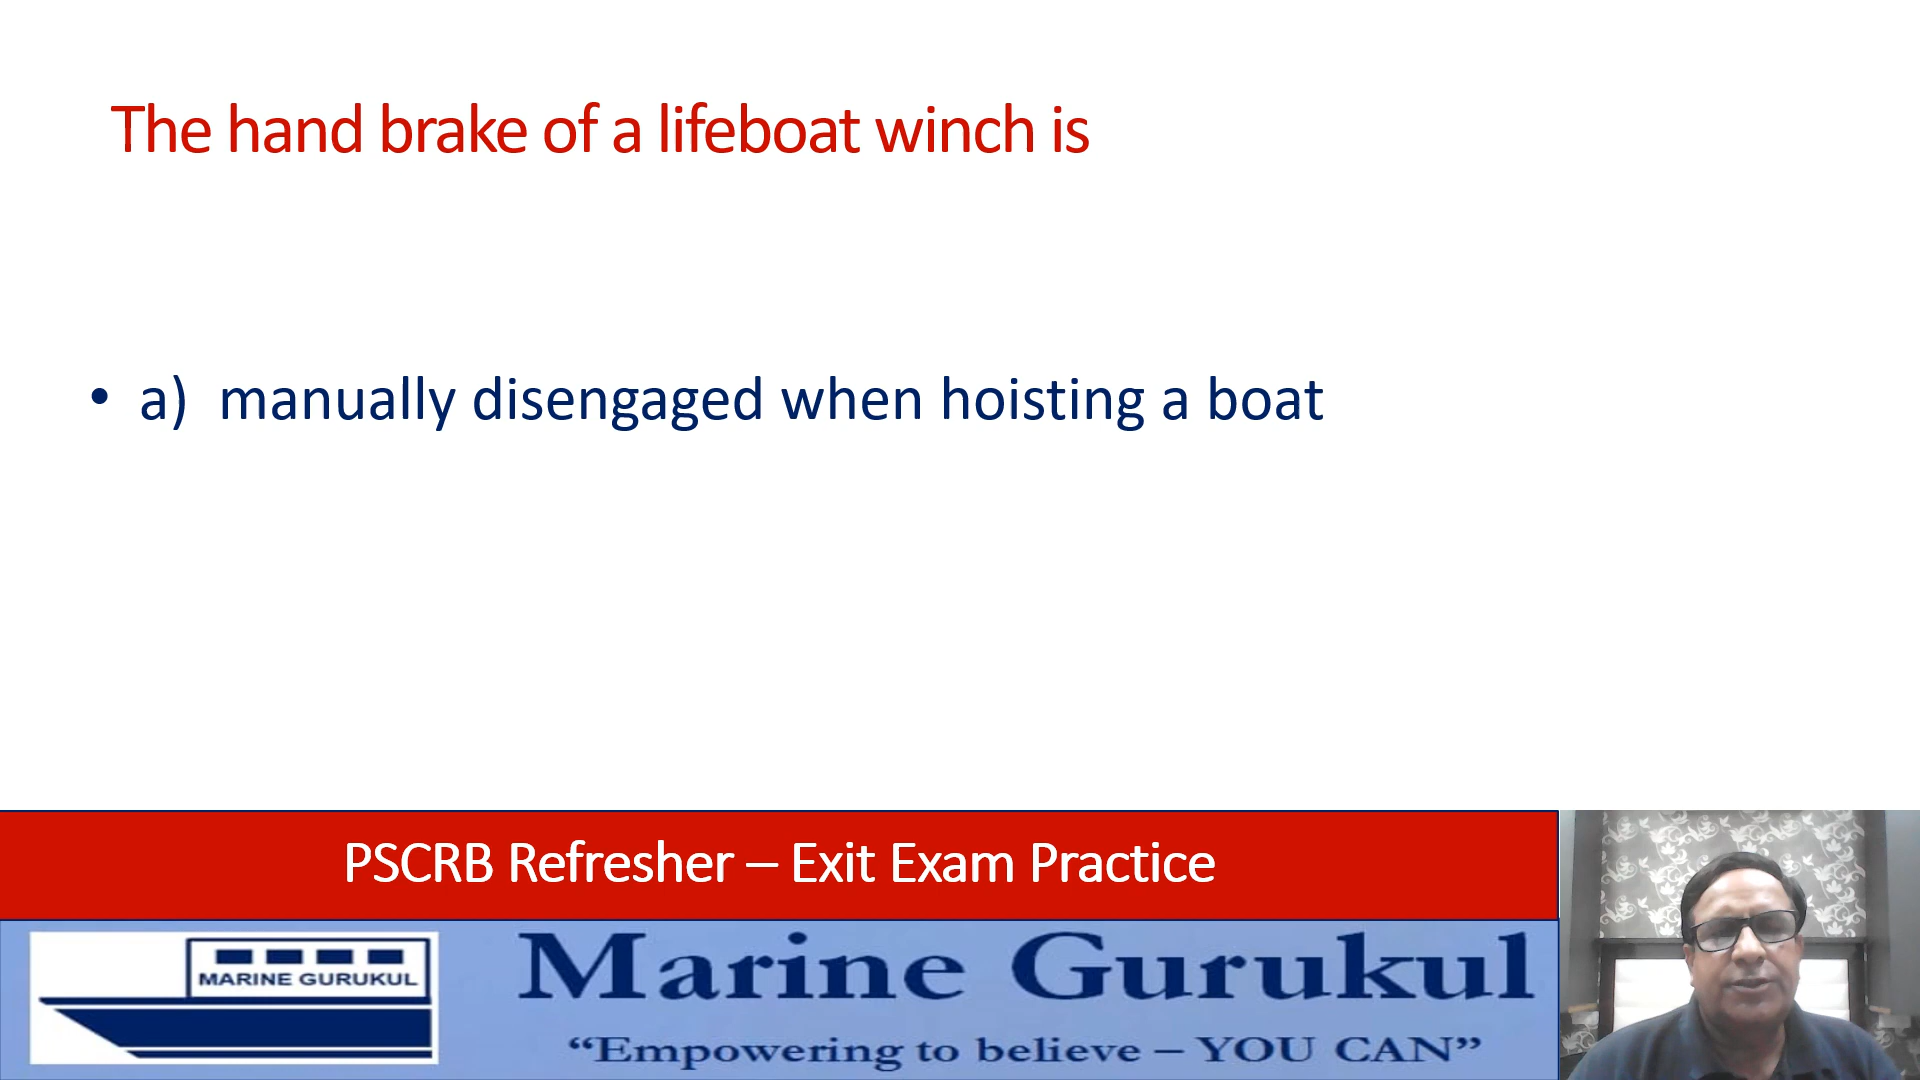 The hand brake of a lifeboat winch is
• a) manually disengaged when hoisting a boat
PSCRB Refresher – Exit Exam Practice
MARINE GURUKUL
Marine Gurukul
“Empowering to believe – YOU CAN”